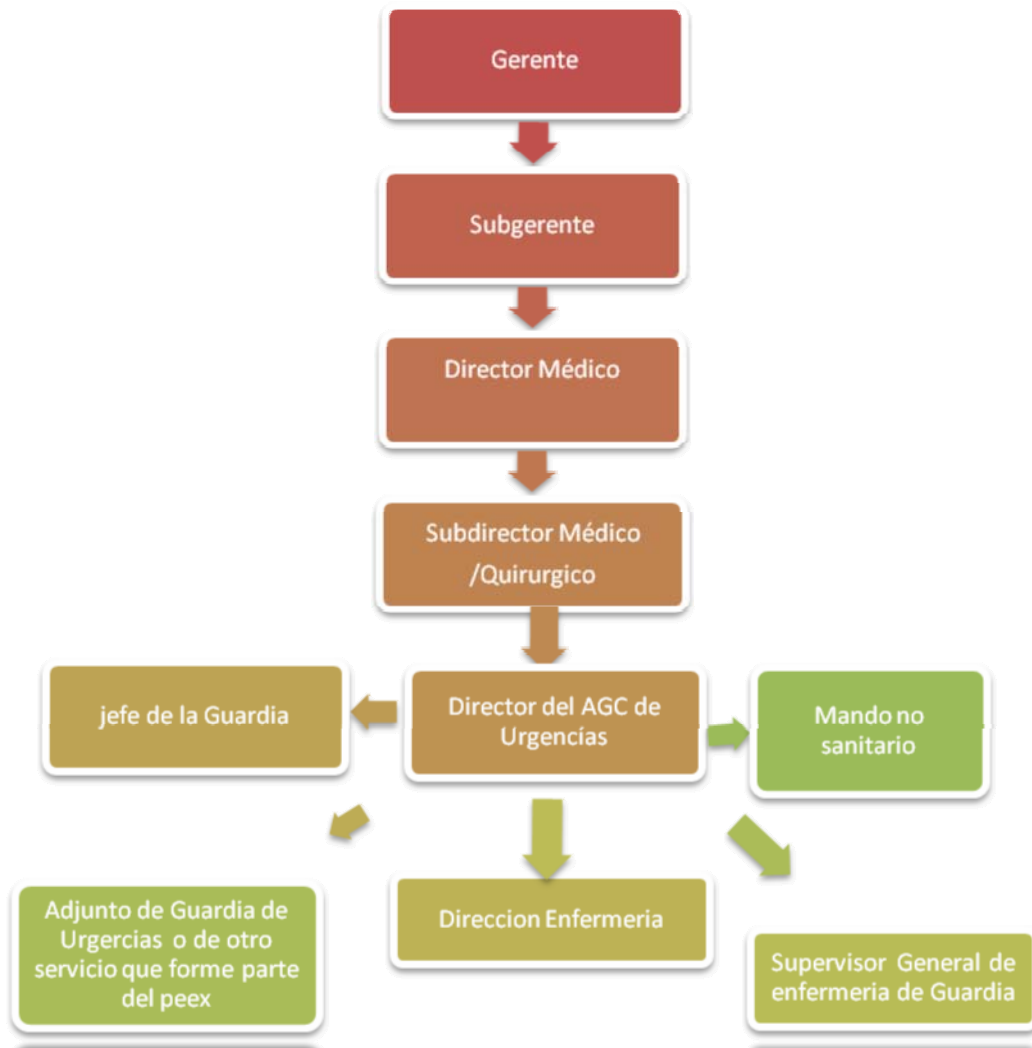 Gerente
Subgerente
Director Médico
Subdirector Médico
/Quirurgico
jefe de la Guardia
Director del AGC de
Urgencías
Mando no
sanitario
Adjunto de Guardia de
Urgercias o de otro
servicio que forme parte
del peex
Direccion Enfermeria
Supervisor General de
enfermeria de Guardia